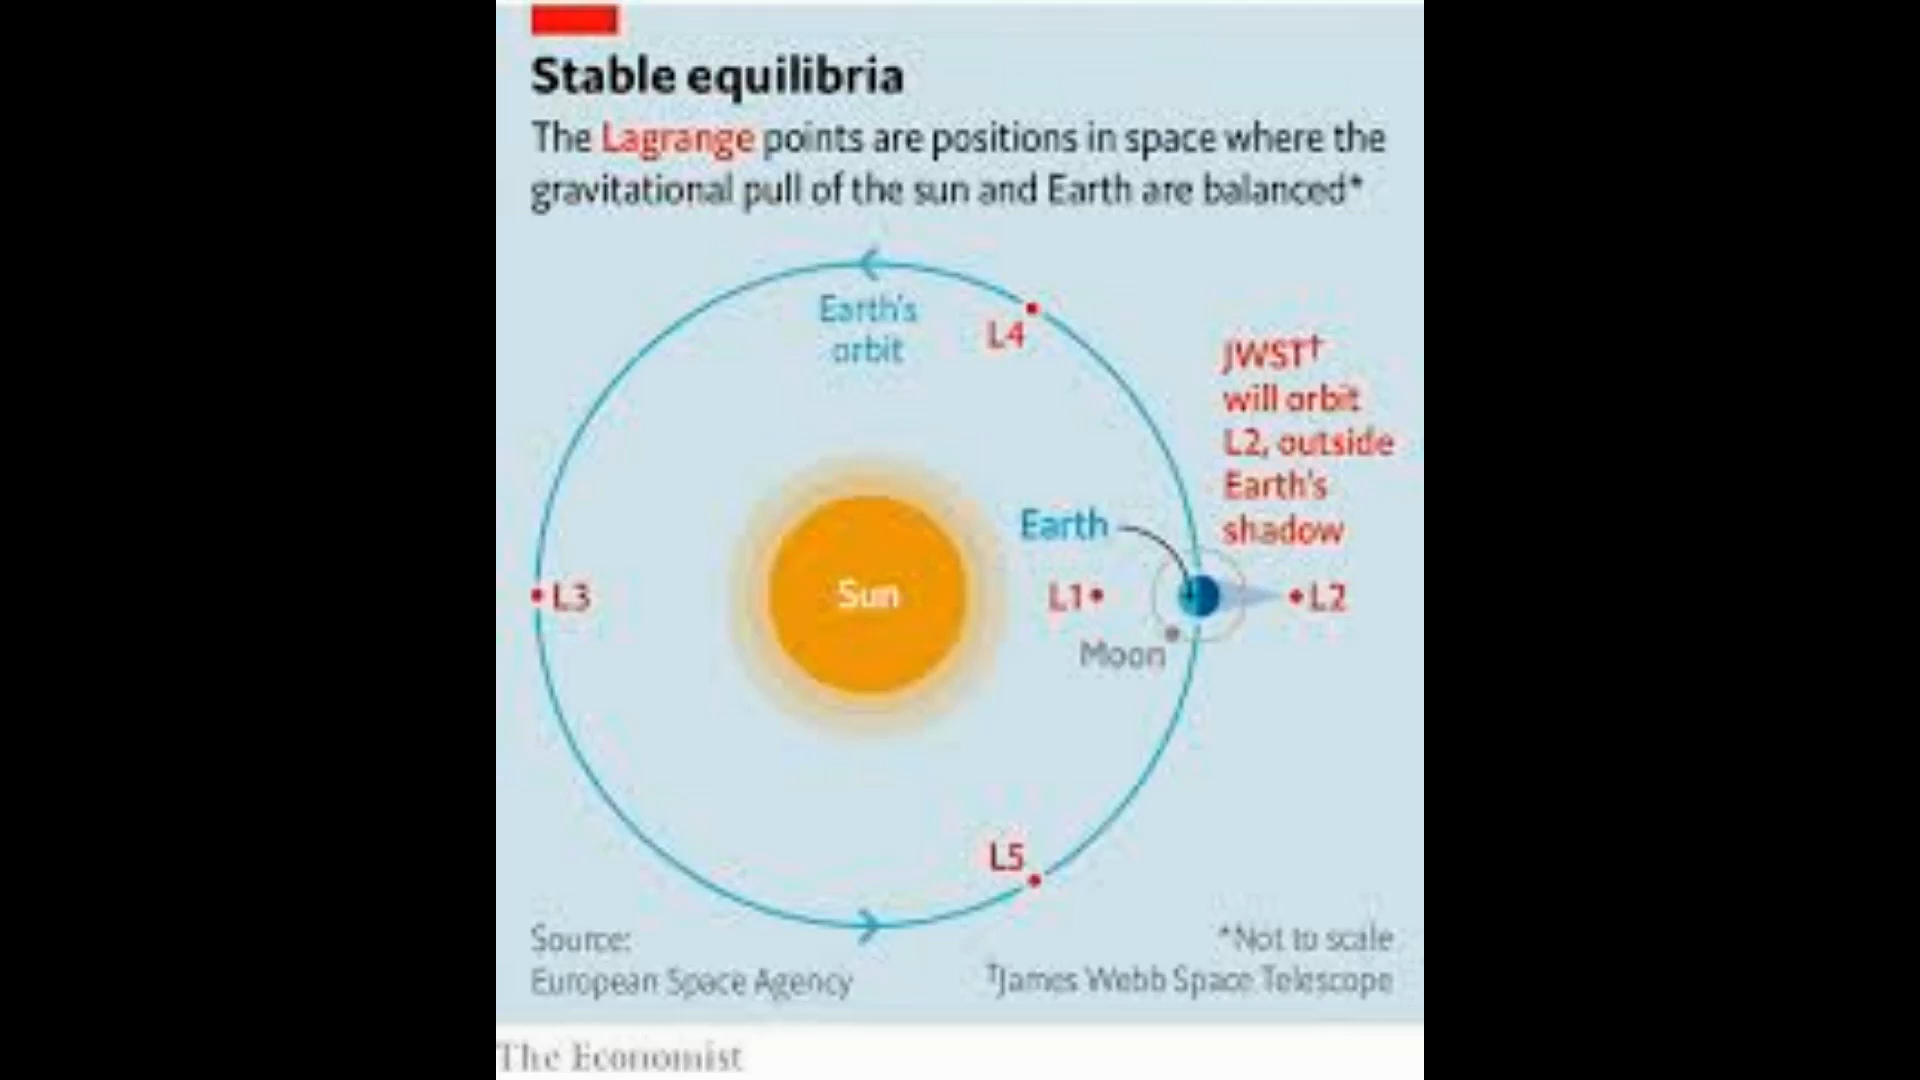 Stable equilibria
The Lagrange points are positions in space where the
gravitational pull of the sun and Earth are balanced*
Earth's
orbit
L4
JWST†
will orbit
L2, outside
Earth's
shadow
Earth
L3
Sun
L1
L2
Moon
L5
Source:
European Space Agency
*Not to scale
†James Webb Space Telescope
The Economist